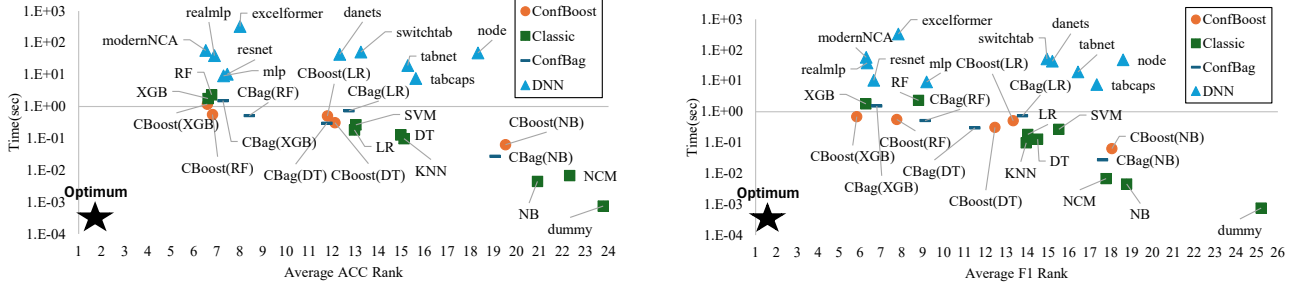 1.E+03
1.E+02
1.E+01
1.E+00
1.E-01
1.E-02
1.E-03
1.E-04
Time(sec)
realmlp
excelformer
danets
modernNCA
resnet
switchtab
node
RF
mlp
CBoost(LR)
tabnet
XGB
CBag(RF)
CBag(LR)
tabcaps
SVM
CBoost(XGB)
CBag(XGB)
LR
DT
CBoost(NB)
CBoost(RF)
CBag(DT)
CBoost(DT)
KNN
CBag(NB)
Optimum
NCM
NB
dummy
ConfBoost
Classic
ConfBag
DNN
1 2 3 4 5 6 7 8 9 10 11 12 13 14 15 16 17 18 19 20 21 22 23 24
Average ACC Rank
1.E+03
1.E+02
1.E+01
1.E+00
1.E-01
1.E-02
1.E-03
1.E-04
Time(sec)
excelformer
danets
modernNCA
switchtab
tabnet
realmlp
resnet
mlp
CBoost(LR)
node
RF
CBag(RF)
CBag(LR)
tabcaps
XGB
LR
SVM
CBoost(NB)
CBoost(XGB)
CBoost(RF)
DT
CBag(NB)
CBag(XGB)
CBag(DT)
KNN
CBoost(DT)
NCM
NB
Optimum
dummy
ConfBoost
Classic
ConfBag
DNN
1 2 3 4 5 6 7 8 9 10 11 12 13 14 15 16 17 18 19 20 21 22 23 24 25 26
Average F1 Rank